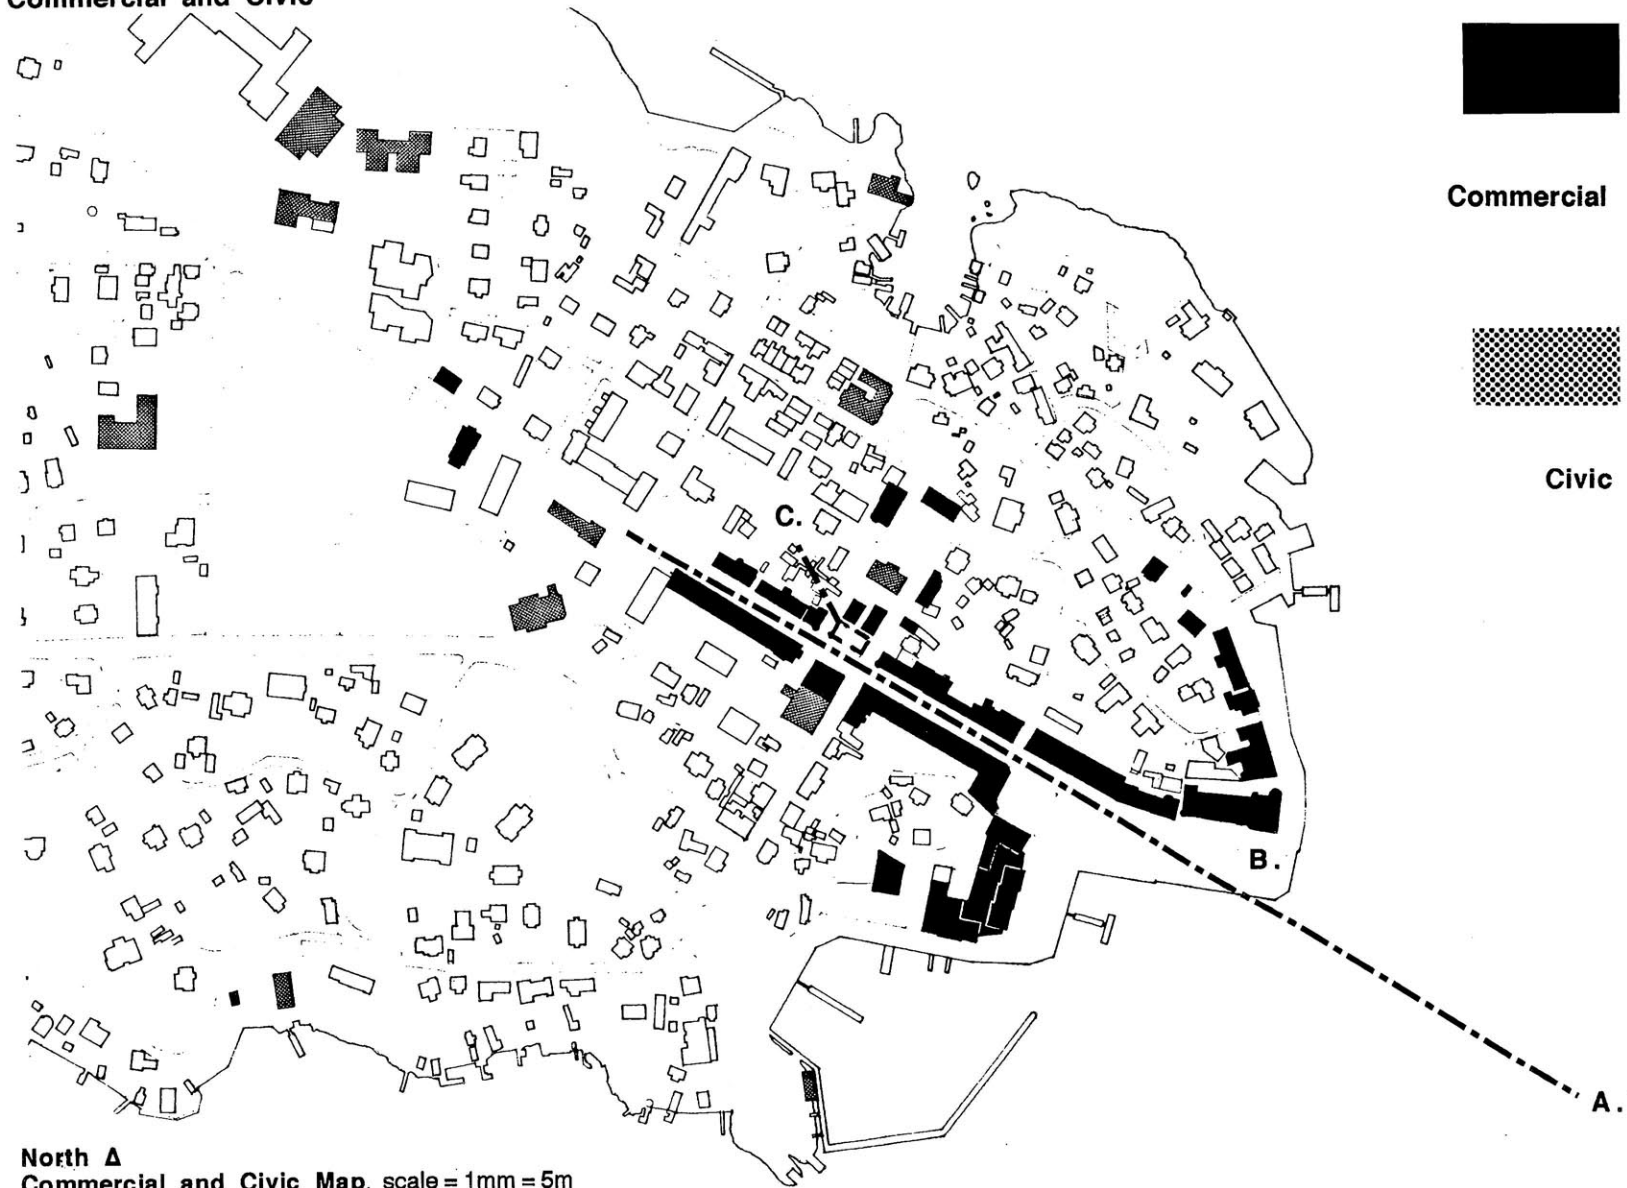 Commercial and Civic
Commercial
Civic
C.
B.
A.
North Δ
Commercial and Civic Map. scale = 1mm = 5m